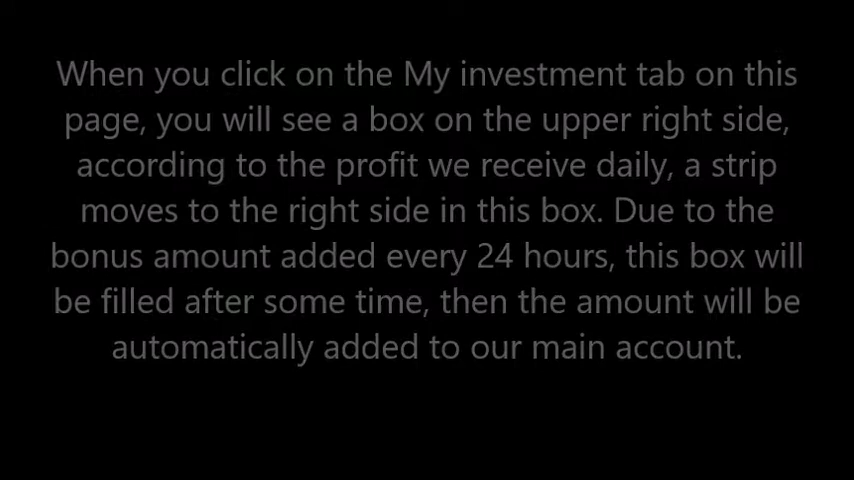 When you click on the My investment tab on this
page, you will see a box on the upper right side,
according to the profit we receive daily, a strip
moves to the right side in this box. Due to the
bonus amount added every 24 hours, this box will
be filled after some time, then the amount will be
automatically added to our main account.